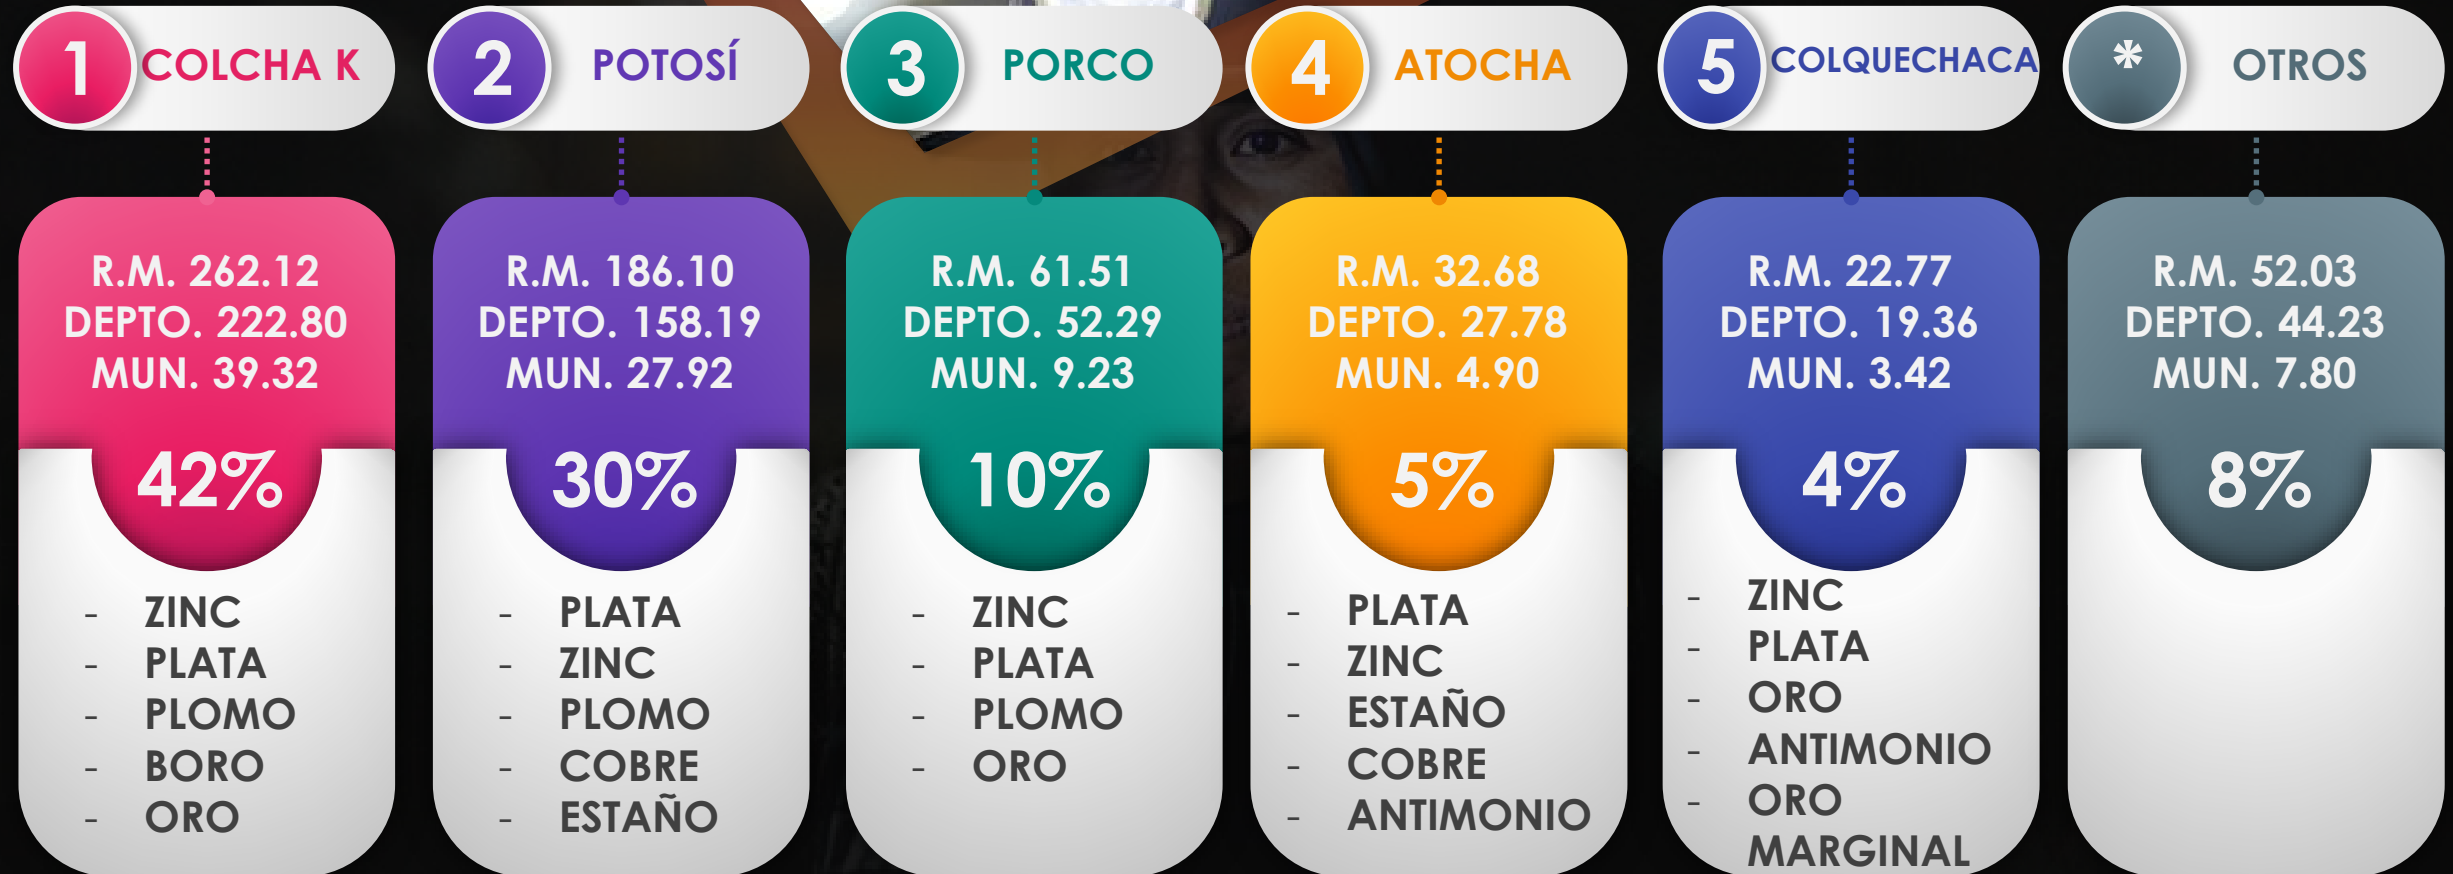 1 COLCHA K
R.M. 262.12
DEPTO. 222.80
MUN. 39.32
42%
- ZINC
- PLATA
- PLOMO
- BORO
- ORO
2 POTOSÍ
R.M. 186.10
DEPTO. 158.19
MUN. 27.92
30%
- PLATA
- ZINC
- PLOMO
- COBRE
- ESTAÑO
3 PORCO
R.M. 61.51
DEPTO. 52.29
MUN. 9.23
10%
- ZINC
- PLATA
- PLOMO
- ORO
4 ATOCHA
R.M. 32.68
DEPTO. 27.78
MUN. 4.90
5%
- PLATA
- ZINC
- ESTAÑO
- COBRE
- ANTIMONIO
5 COLQUECHACA
R.M. 22.77
DEPTO. 19.36
MUN. 3.42
4%
- ZINC
- PLATA
- ORO
- ANTIMONIO
- ORO
MARGINAL
* OTROS
R.M. 52.03
DEPTO. 44.23
MUN. 7.80
8%